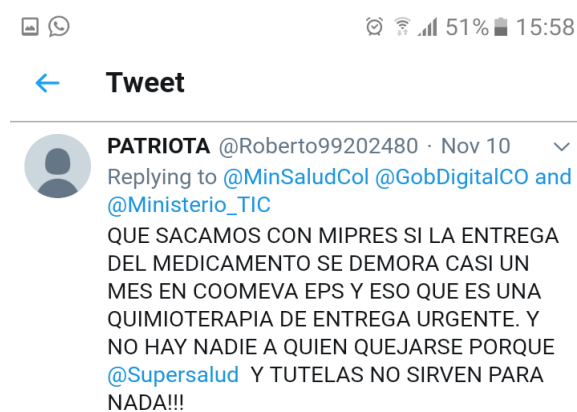 51% 15:58
Tweet
PATRIOTA @Roberto99202480 · Nov 10
Replying to @MinSaludCol @GobDigitalCO and
@Ministerio_TIC
QUE SACAMOS CON MIPRES SI LA ENTREGA
DEL MEDICAMENTO SE DEMORA CASI UN
MES EN COOMEVA EPS Y ESO QUE ES UNA
QUIMIOTERAPIA DE ENTREGA URGENTE. Y
NO HAY NADIE A QUIEN QUEJARSE PORQUE
@Supersalud Y TUTELAS NO SIRVEN PARA
NADA!!!